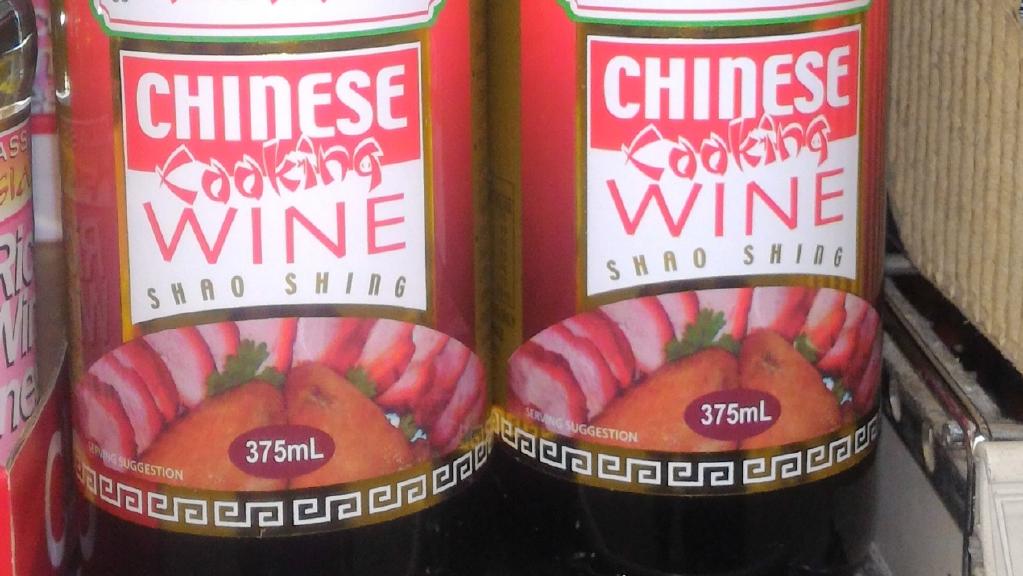 CHINESE
Cooking
WINE
SHAO SHING
375mL
SERVING SUGGESTION
CHINESE
Cooking
WINE
SHAO SHING
375mL
SERVING SUGGESTION